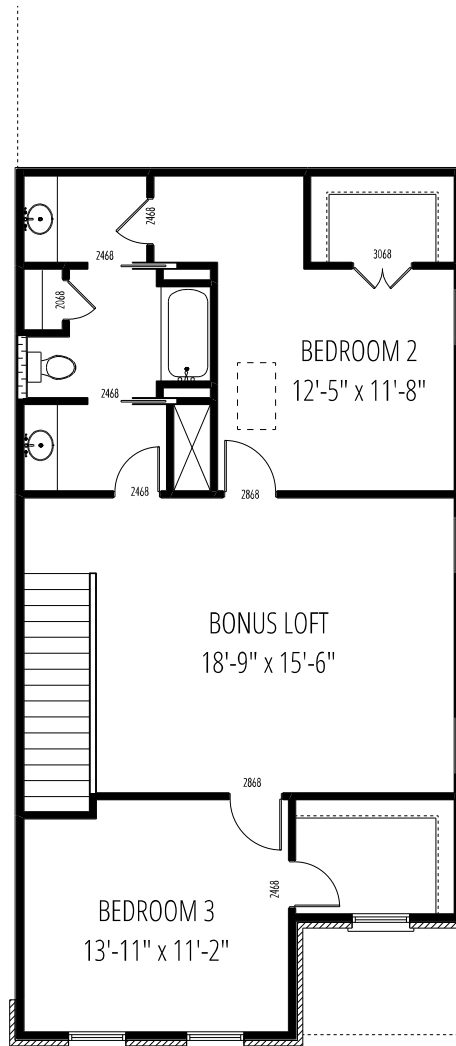 2468
2468
3068
2068
BEDROOM 2
12'-5" x 11'-8"
2468
2468
2868
BONUS LOFT
18'-9" x 15'-6"
2868
2468
BEDROOM 3
13'-11" x 11'-2"